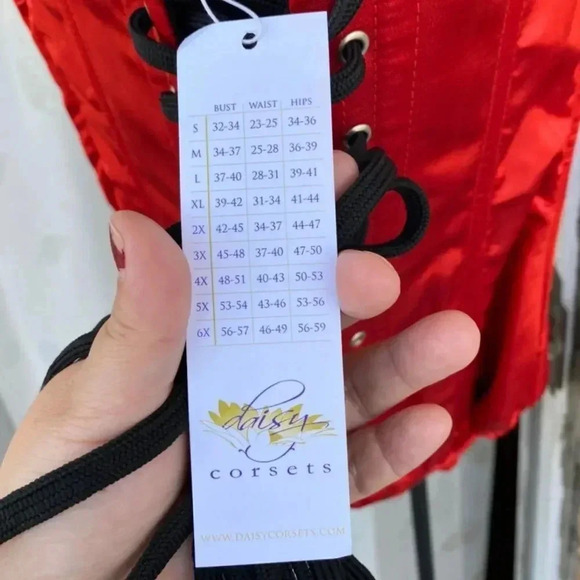 BUST WAIST HIPS
S 32-34 23-25 34-36
M 34-37 25-28 36-39
L 37-40 28-31 39-41
XL 39-42 31-34 41-44
2X 42-45 34-37 44-47
3X 45-48 37-40 47-50
4X 48-51 40-43 50-53
5X 53-54 43-46 53-56
6X 56-57 46-49 56-59
daisy
corsets
WWW.DAISYCORSETS.COM